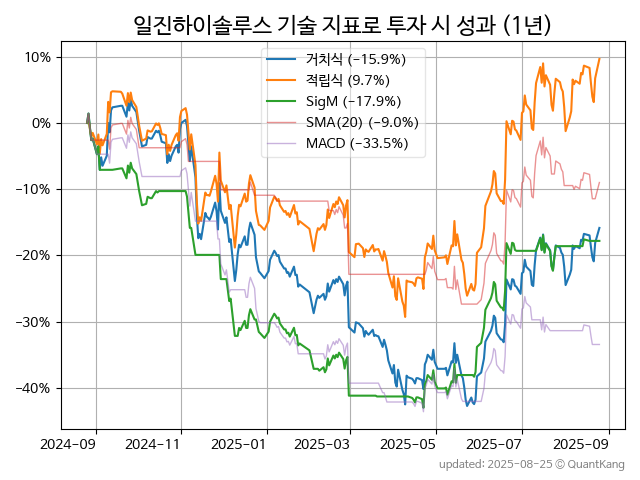 일진하이솔루스 기술 지표로 투자 시 성과 (1년)
10%
0%
−10%
−20%
−30%
−40%
거치식 (−15.9%)
적립식 (9.7%)
SigM (−17.9%)
SMA(20) (−9.0%)
MACD (−33.5%)
2024-09
2024-11
2025-01
2025-03
2025-05
2025-07
2025-09
updated: 2025-08-25 © QuantKang